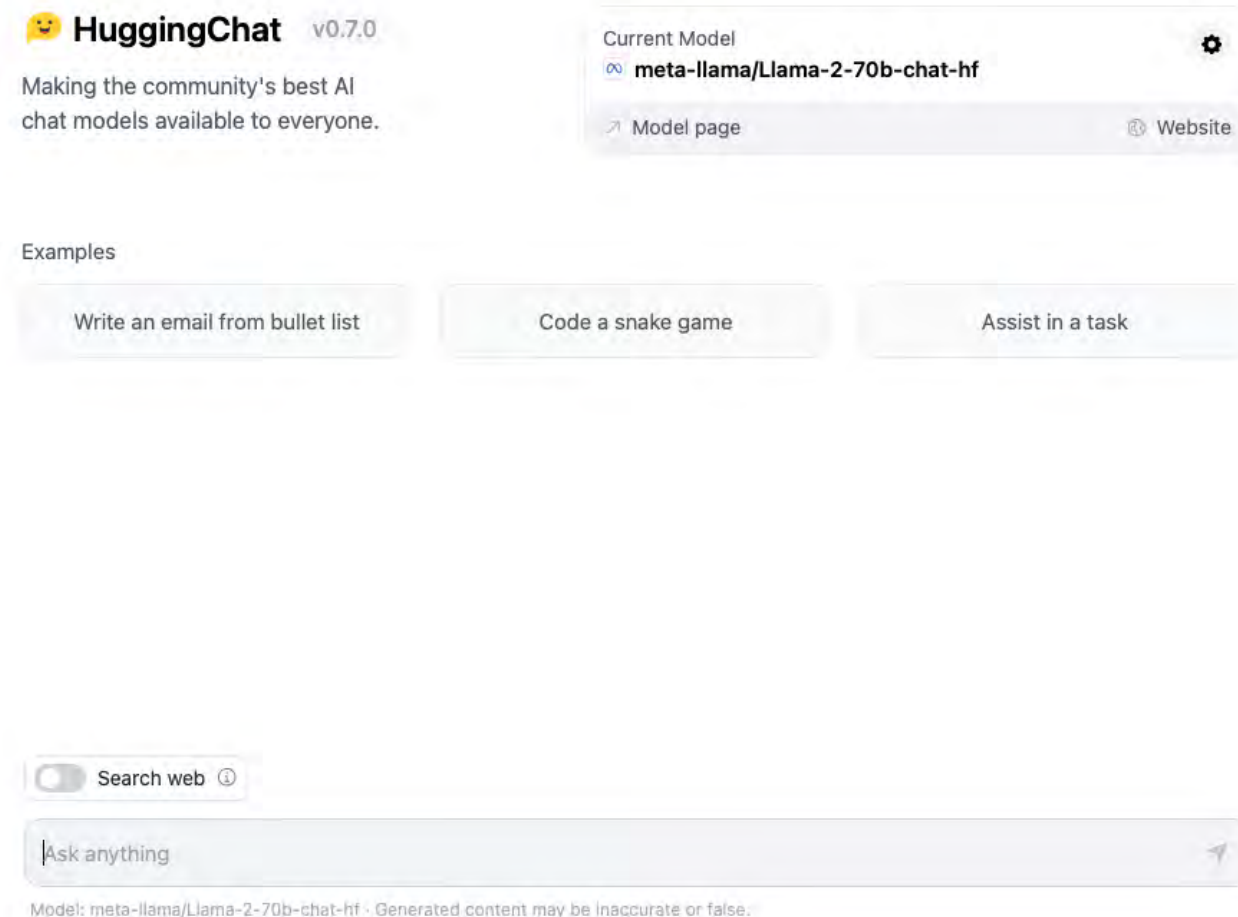 HuggingChat v0.7.0
Making the community's best AI
chat models available to everyone.
Current Model
meta-llama/Llama-2-70b-chat-hf
Model page
Website
Examples
Write an email from bullet list
Code a snake game
Assist in a task
Search web
Ask anything
Model: meta-llama/Llama-2-70b-chat-hf · Generated content may be inaccurate or false.